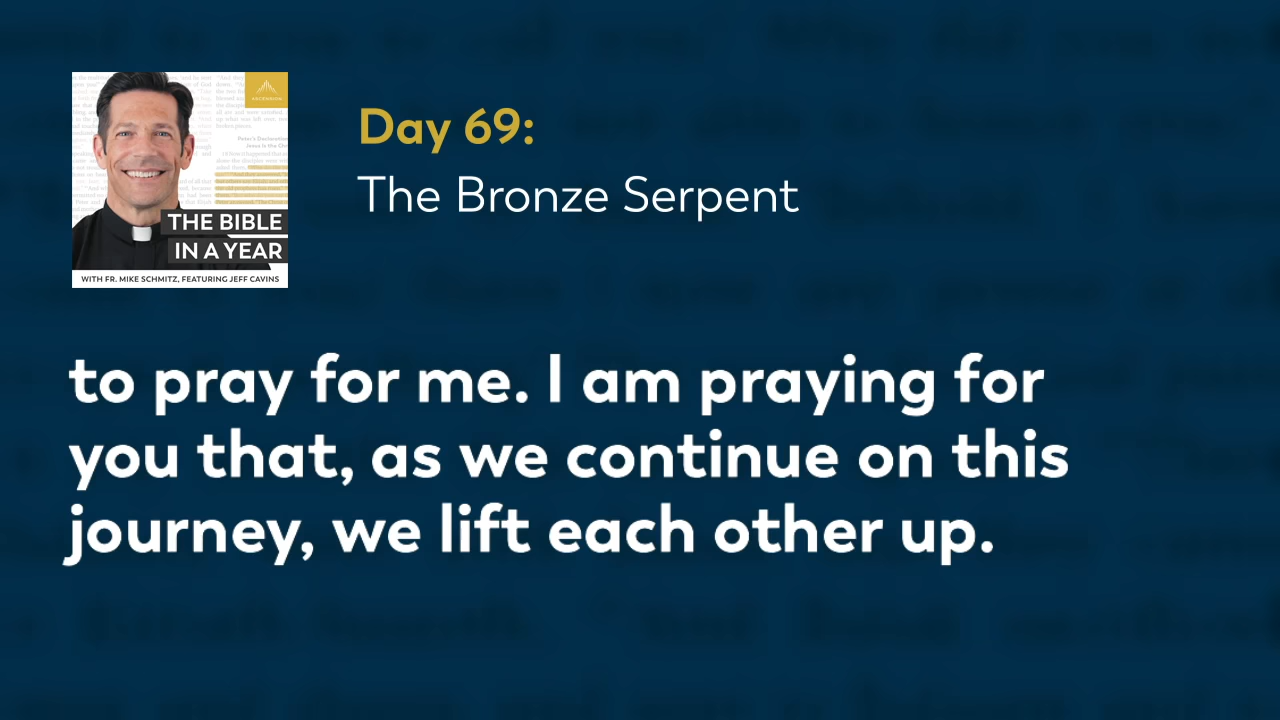 ASCENSION
THE BIBLE
IN A YEAR
WITH FR. MIKE SCHMITZ, FEATURING JEFF CAVINS
Day 69:
The Bronze Serpent
to pray for me. I am praying for
you that, as we continue on this
journey, we lift each other up.